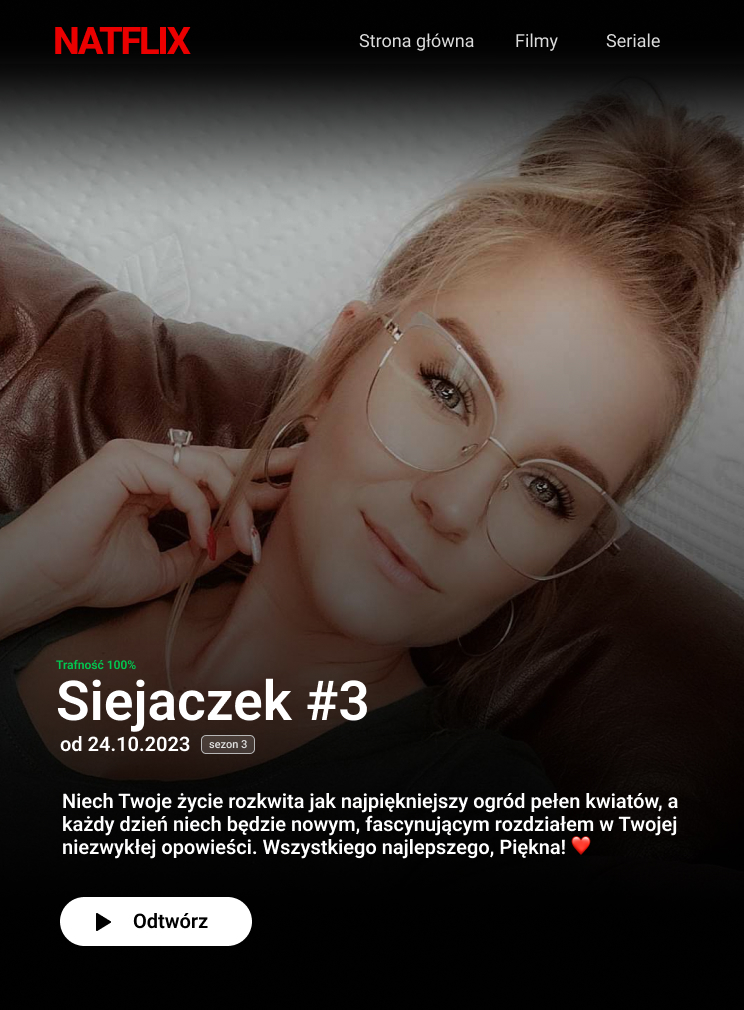 NATFLIX
Strona główna Filmy Seriale
Trafność 100%
Siejaczek #3
od 24.10.2023 sezon 3
Niech Twoje życie rozkwita jak najpiękniejszy ogród pełen kwiatów, a
każdy dzień niech będzie nowym, fascynującym rozdziałem w Twojej
niezwykłej opowieści. Wszystkiego najlepszego, Piękna! ❤️
Odtwórz